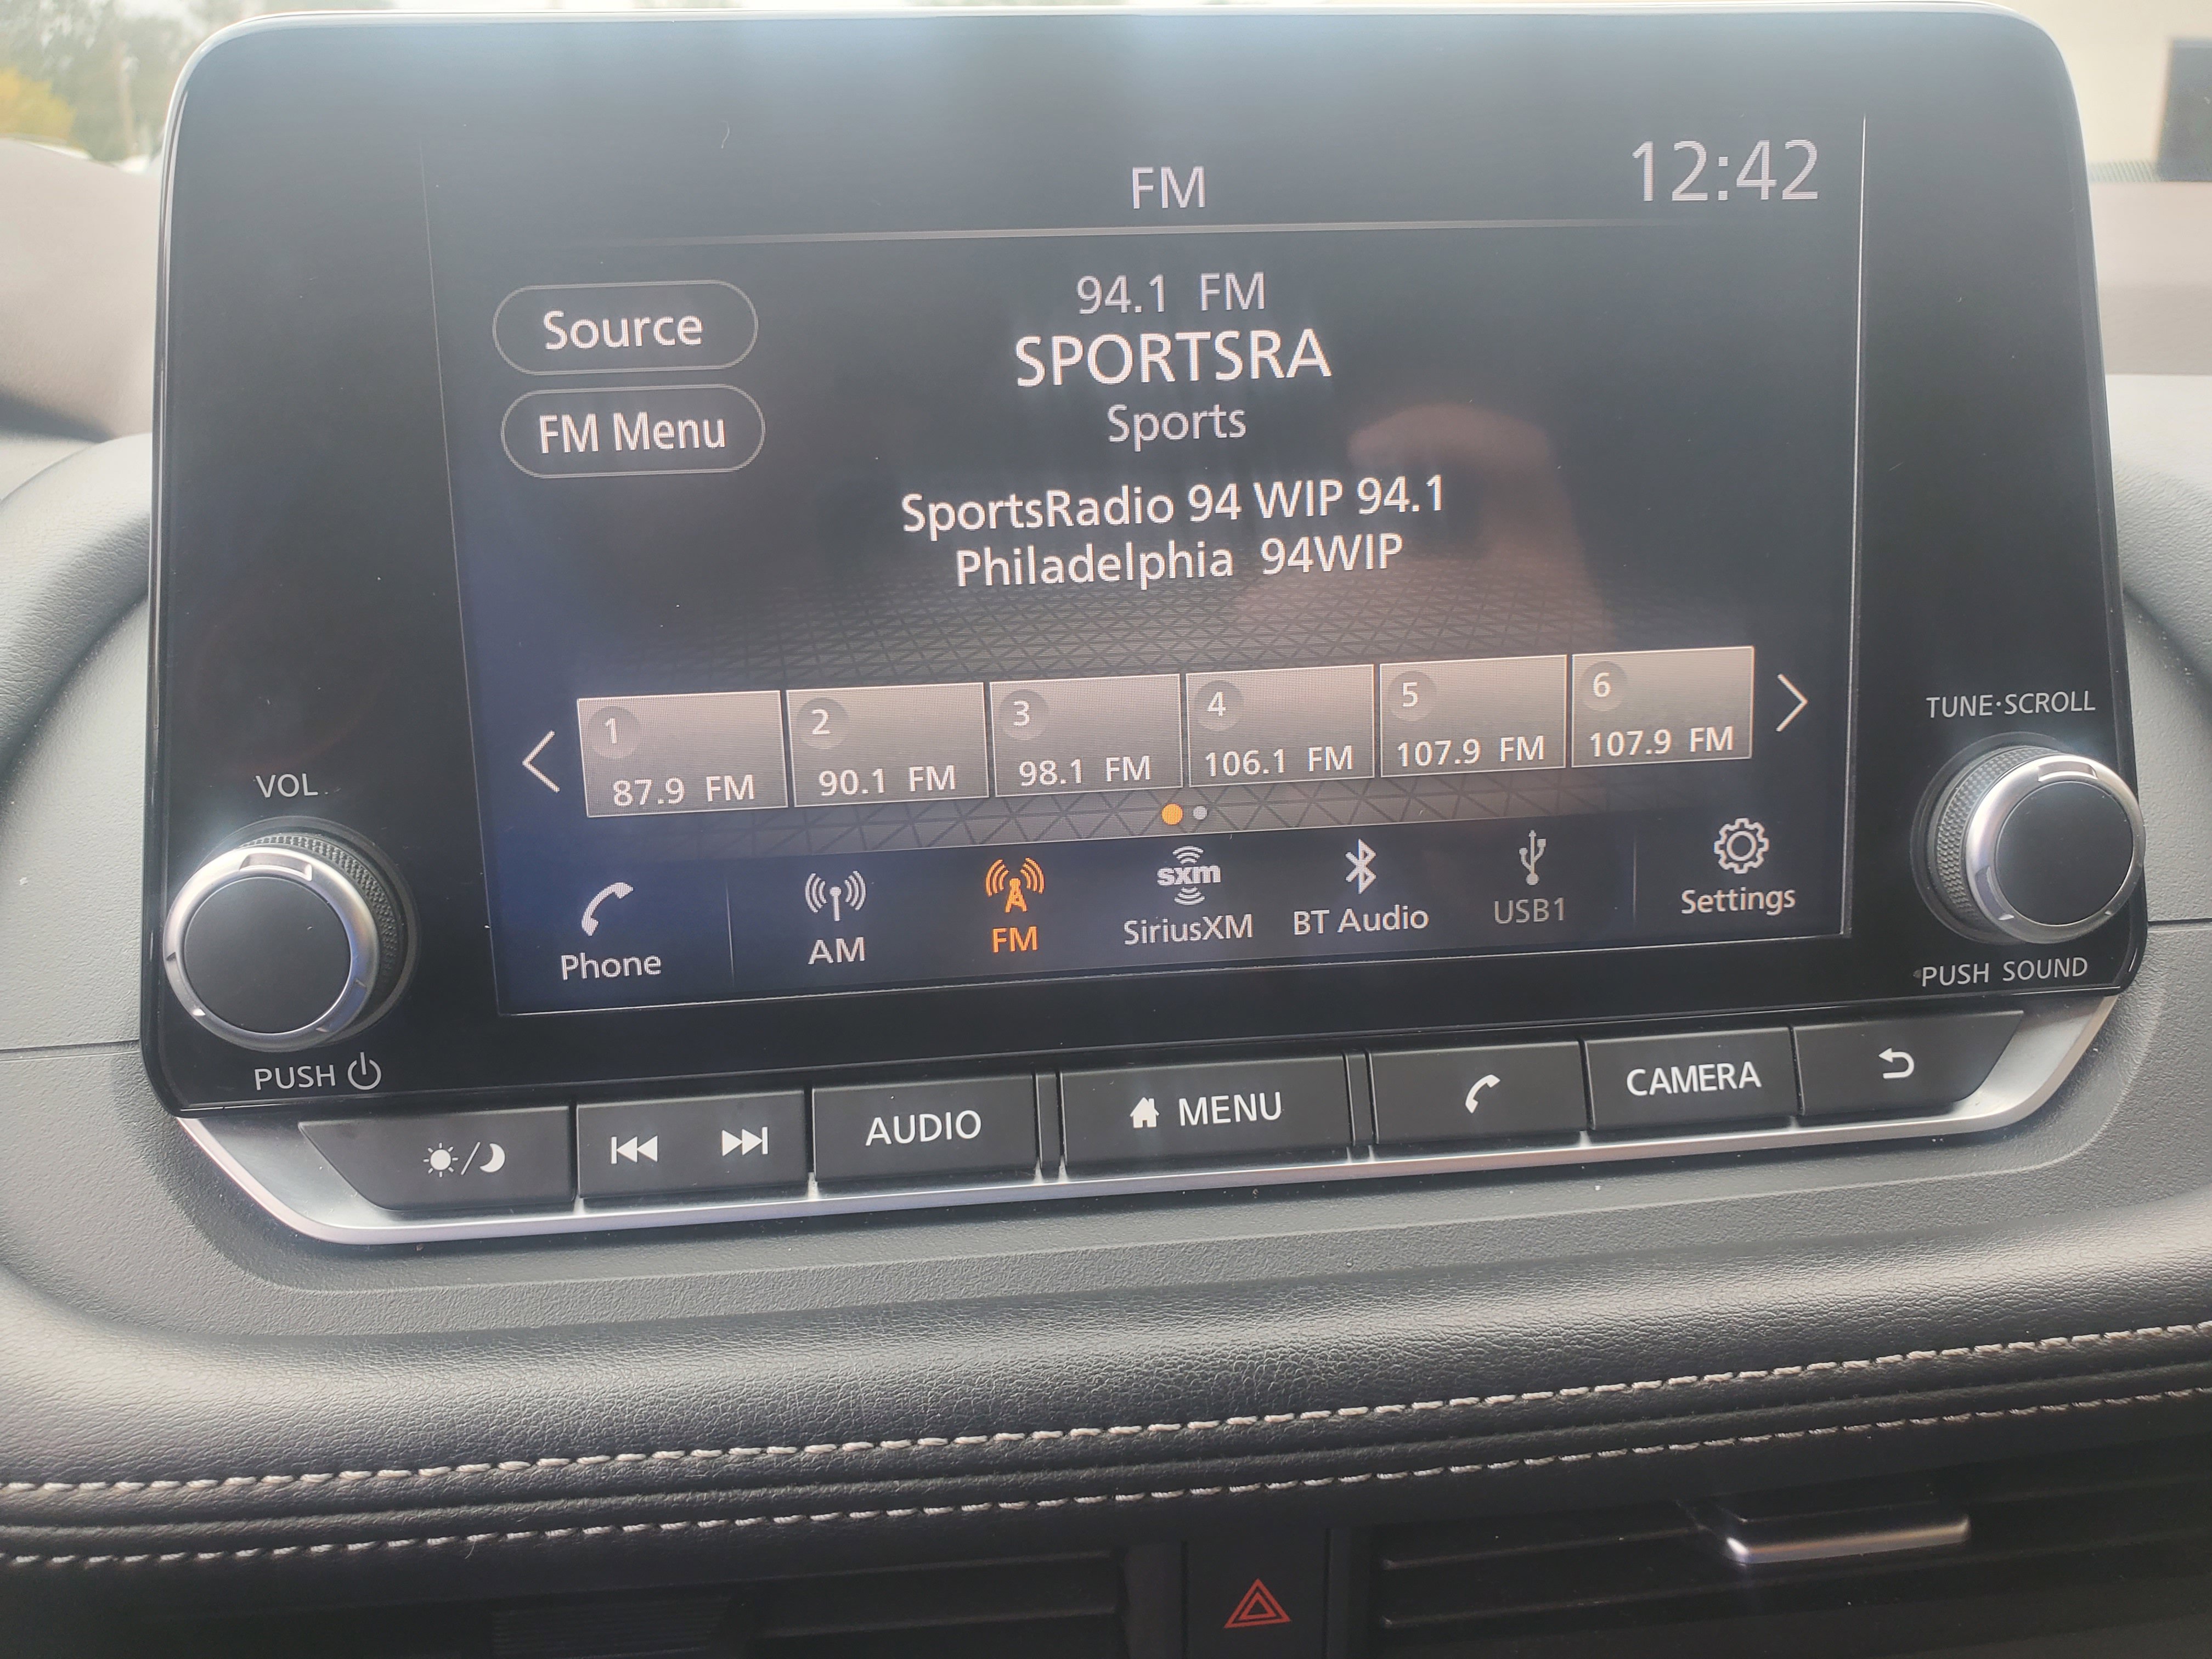 FM
12:42
Source
FM Menu
94.1 FM
SPORTSRA
Sports
SportsRadio 94 WIP 94.1
Philadelphia 94WIP
1
87.9 FM
2
90.1 FM
3
98.1 FM
4
106.1 FM
5
107.9 FM
6
107.9 FM
Phone
AM
FM
sxm
SiriusXM
BT Audio
USB1
Settings
VOL
PUSH
TUNE·SCROLL
PUSH SOUND
AUDIO
MENU
CAMERA